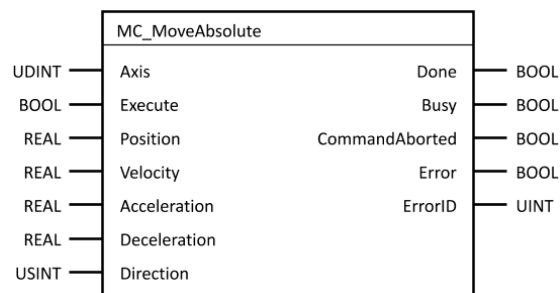 MC_MoveAbsolute
UDINT Axis Done BOOL
BOOL Execute Busy BOOL
REAL Position CommandAborted BOOL
REAL Velocity Error BOOL
REAL Acceleration ErrorID UINT
REAL Deceleration
USINT Direction